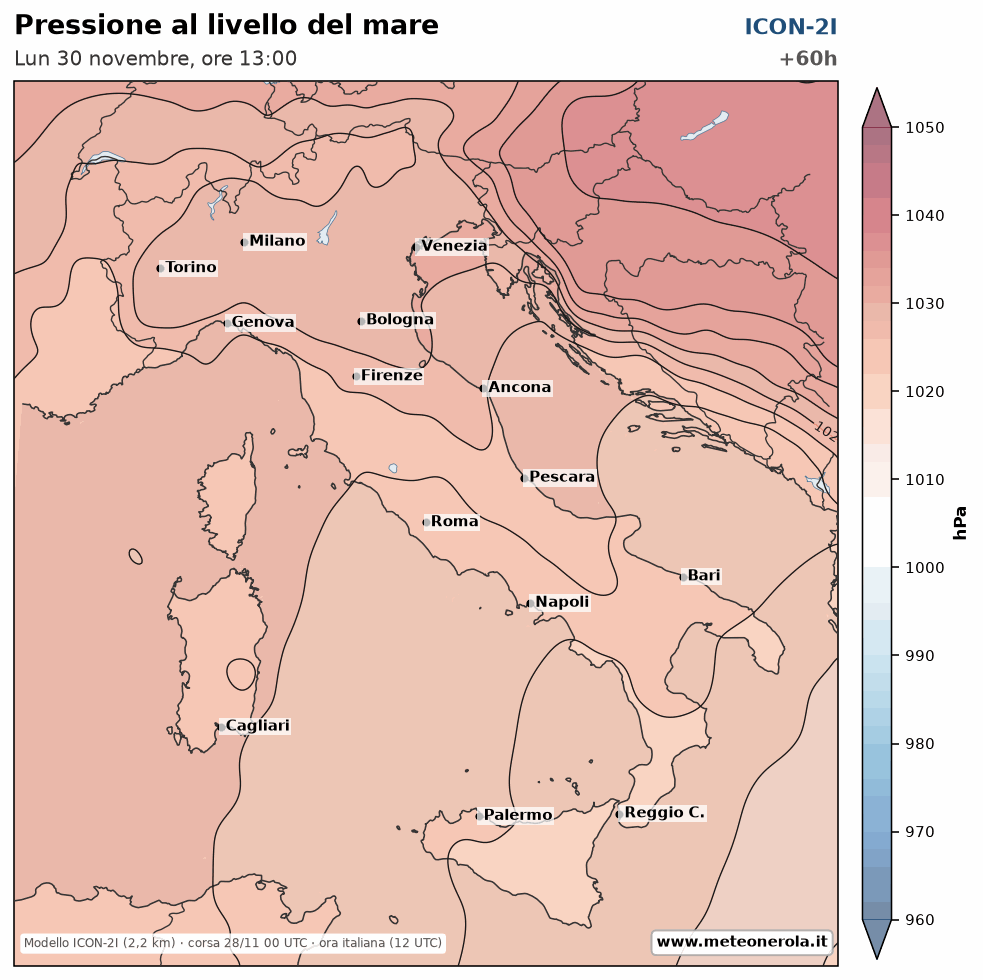 Pressione al livello del mare
ICON-2I
Lun 30 novembre, ore 13:00
+60h
1050
1040
1030
1020
1010
1000
990
980
970
960
hPa
Milano
Venezia
Torino
Genova
Bologna
Firenze
Ancona
102
Pescara
Roma
Bari
Napoli
Cagliari
Palermo
Reggio C.
Modello ICON-2I (2,2 km) · corsa 28/11 00 UTC · ora italiana (12 UTC)
www.meteonerola.it